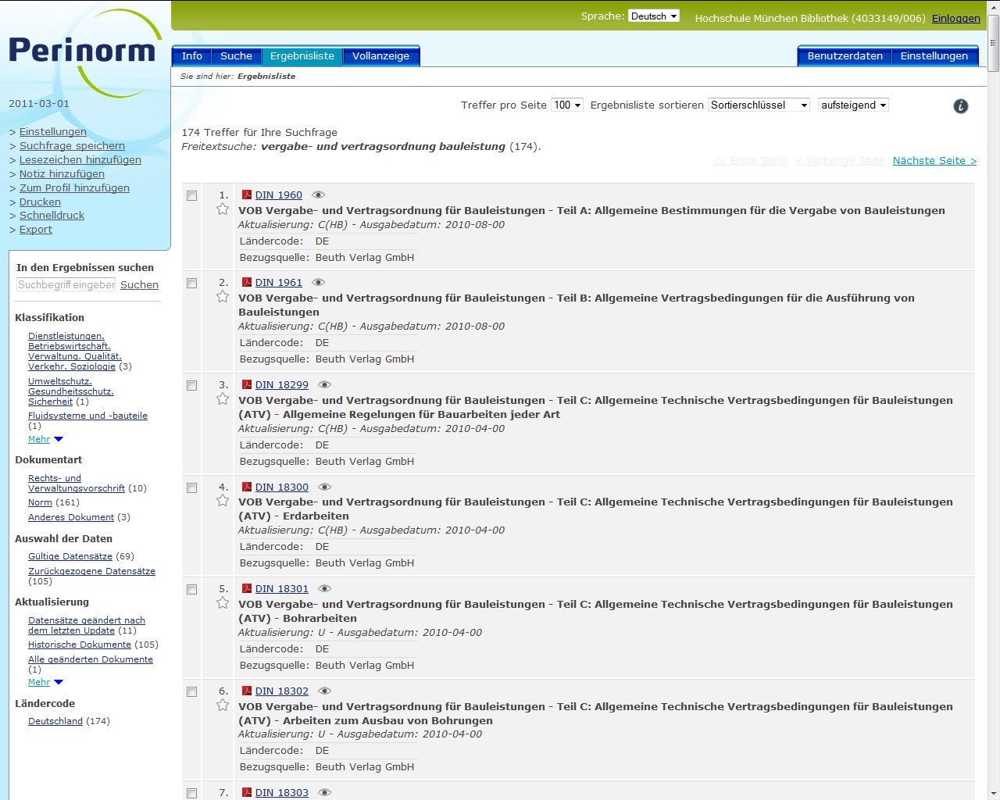 Sprache: Deutsch
Hochschule München Bibliothek (4033149/006) Einloggen
Perinorm
Info Suche Ergebnisliste Vollanzeige
Benutzerdaten Einstellungen
Sie sind hier: Ergebnisliste
2011-03-01
> Einstellungen
> Suchfrage speichern
> Lesezeichen hinzufügen
> Notiz hinzufügen
> Zum Profil hinzufügen
> Drucken
> Schnelldruck
> Export
In den Ergebnissen suchen
Suchbegriff eingeber Suchen
Klassifikation
Dienstleistungen.
Betriebswirtschaft.
Verwaltung. Qualität.
Verkehr. Soziologie (3)
Umweltschutz.
Gesundheitsschutz.
Sicherheit (1)
Fluidsysteme und -bauteile
(1)
Mehr
Dokumentart
Rechts- und
Verwaltungsvorschrift (10)
Norm (161)
Anderes Dokument (3)
Auswahl der Daten
Gültige Datensätze (69)
Zurückgezogene Datensätze
(105)
Aktualisierung
Datensätze geändert nach
dem letzten Update (11)
Historische Dokumente (105)
Alle geänderten Dokumente
(1)
Mehr
Ländercode
Deutschland (174)
Treffer pro Seite 100 Ergebnisliste sortieren Sortierschlüssel aufsteigend
174 Treffer für Ihre Suchfrage
Freitextsuche: vergabe- und vertragsordnung bauleistung (174).
<< Erste Seite < Vorherige Seite Nächste Seite >
1. DIN 1960
VOB Vergabe- und Vertragsordnung für Bauleistungen - Teil A: Allgemeine Bestimmungen für die Vergabe von Bauleistungen
Aktualisierung: C(HB) - Ausgabedatum: 2010-08-00
Ländercode: DE
Bezugsquelle: Beuth Verlag GmbH
2. DIN 1961
VOB Vergabe- und Vertragsordnung für Bauleistungen - Teil B: Allgemeine Vertragsbedingungen für die Ausführung von
Bauleistungen
Aktualisierung: C(HB) - Ausgabedatum: 2010-08-00
Ländercode: DE
Bezugsquelle: Beuth Verlag GmbH
3. DIN 18299
VOB Vergabe- und Vertragsordnung für Bauleistungen - Teil C: Allgemeine Technische Vertragsbedingungen für Bauleistungen
(ATV) - Allgemeine Regelungen für Bauarbeiten jeder Art
Aktualisierung: C(HB) - Ausgabedatum: 2010-04-00
Ländercode: DE
Bezugsquelle: Beuth Verlag GmbH
4. DIN 18300
VOB Vergabe- und Vertragsordnung für Bauleistungen - Teil C: Allgemeine Technische Vertragsbedingungen für Bauleistungen
(ATV) - Erdarbeiten
Aktualisierung: C(HB) - Ausgabedatum: 2010-04-00
Ländercode: DE
Bezugsquelle: Beuth Verlag GmbH
5. DIN 18301
VOB Vergabe- und Vertragsordnung für Bauleistungen - Teil C: Allgemeine Technische Vertragsbedingungen für Bauleistungen
(ATV) - Bohrarbeiten
Aktualisierung: U - Ausgabedatum: 2010-04-00
Ländercode: DE
Bezugsquelle: Beuth Verlag GmbH
6. DIN 18302
VOB Vergabe- und Vertragsordnung für Bauleistungen - Teil C: Allgemeine Technische Vertragsbedingungen für Bauleistungen
(ATV) - Arbeiten zum Ausbau von Bohrungen
Aktualisierung: U - Ausgabedatum: 2010-04-00
Ländercode: DE
Bezugsquelle: Beuth Verlag GmbH
7. DIN 18303